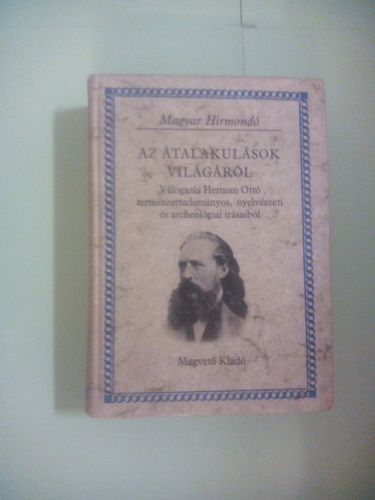 Magyar Hírmondó
AZ ÁTALAKULÁSOK
VILÁGÁRÓL
Válogatás Herman Ottó
természettudományos, nyelvészeti
és archeológiai írásaiból
Magvető Kiadó